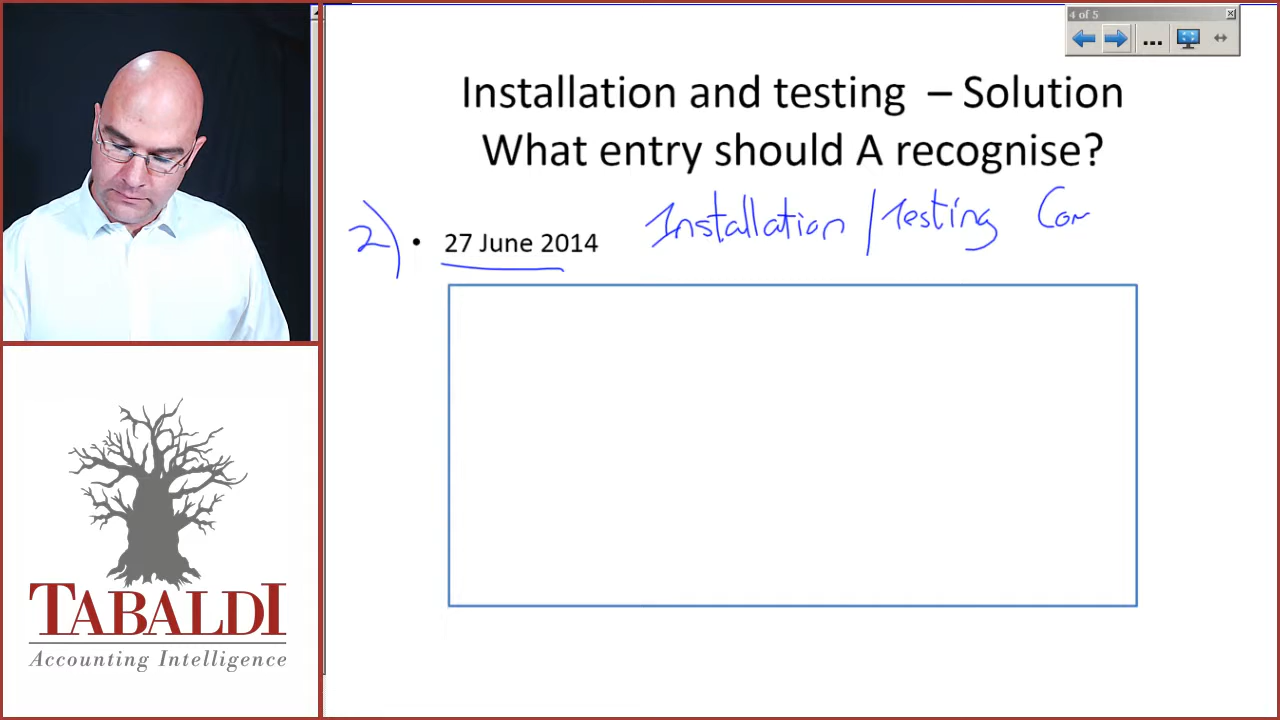 4 of 5
Installation and testing – Solution
What entry should A recognise?
Installation / Testing Com
2) • 27 June 2014
TABALDI
Accounting Intelligence